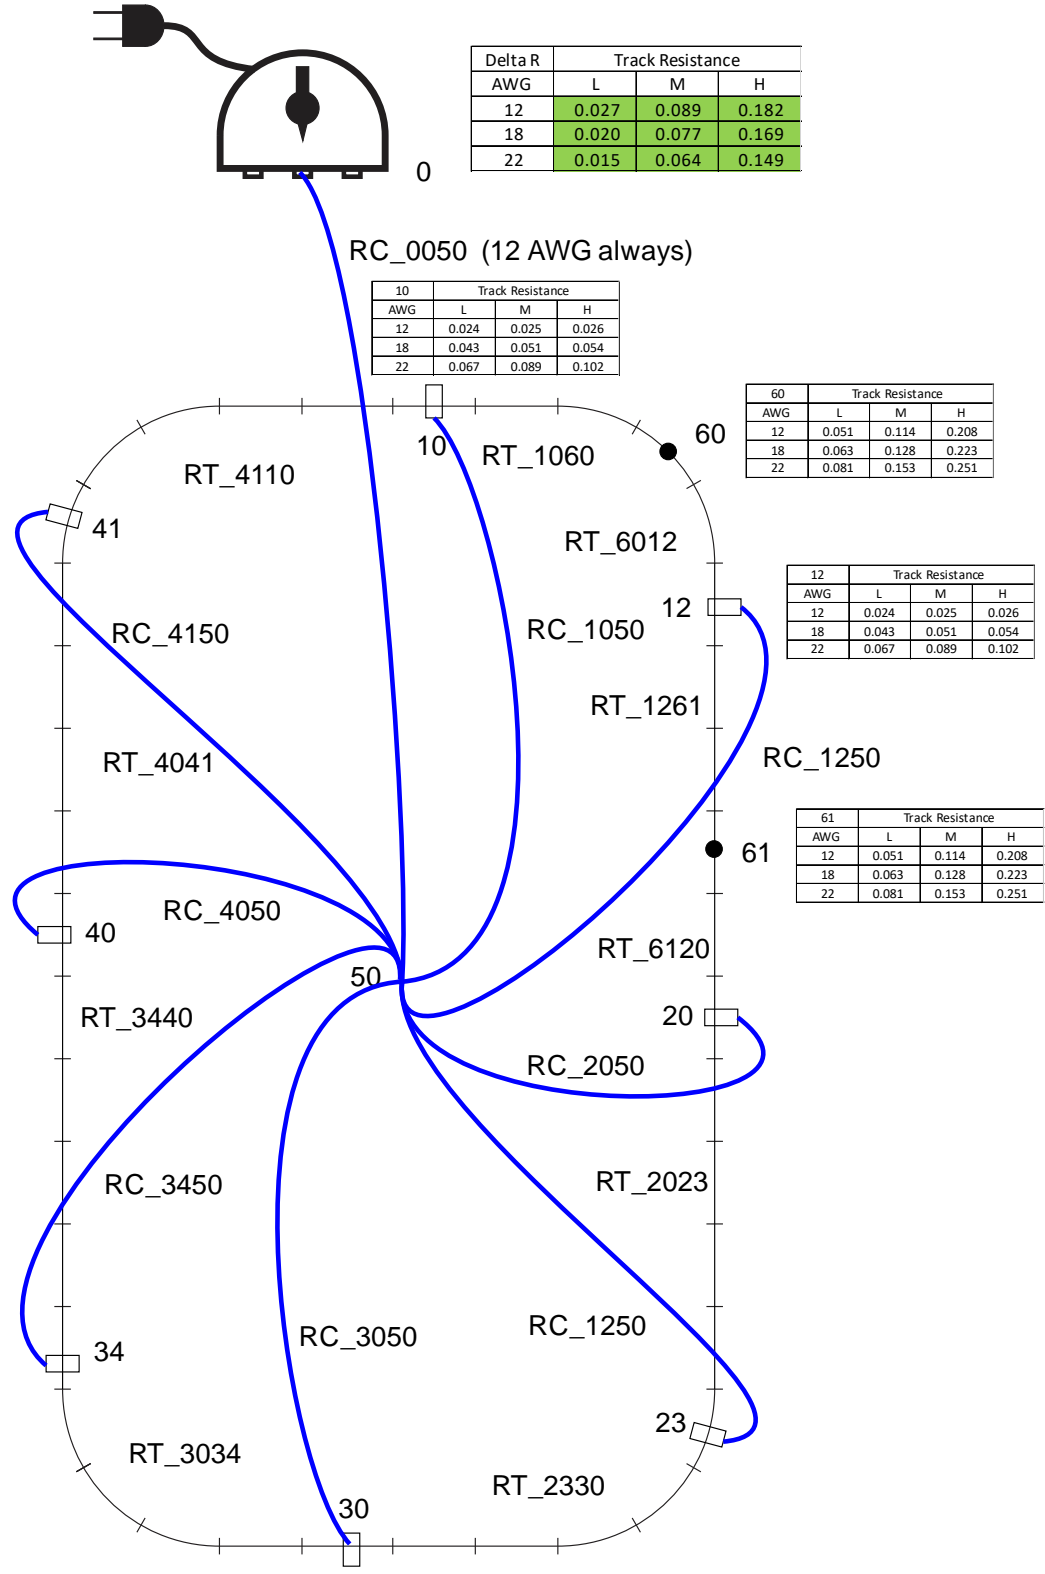 Delta R Track Resistance
AWG L M H
12 0.027 0.089 0.182
18 0.020 0.077 0.169
22 0.015 0.064 0.149
0
RC_0050 (12 AWG always)
10 Track Resistance
AWG L M H
12 0.024 0.025 0.026
18 0.043 0.051 0.054
22 0.067 0.089 0.102
60 Track Resistance
AWG L M H
12 0.051 0.114 0.208
18 0.063 0.128 0.223
22 0.081 0.153 0.251
60
10
RT_1060
RT_4110
41
RT_6012
12 Track Resistance
AWG L M H
12 0.024 0.025 0.026
18 0.043 0.051 0.054
22 0.067 0.089 0.102
12
RC_4150
RC_1050
RT_1261
RT_4041
RC_1250
61 Track Resistance
AWG L M H
12 0.051 0.114 0.208
18 0.063 0.128 0.223
22 0.081 0.153 0.251
61
RC_4050
40
RT_6120
50
RT_3440
20
RC_2050
RC_3450
RT_2023
RC_3050
RC_1250
34
23
RT_3034
RT_2330
30